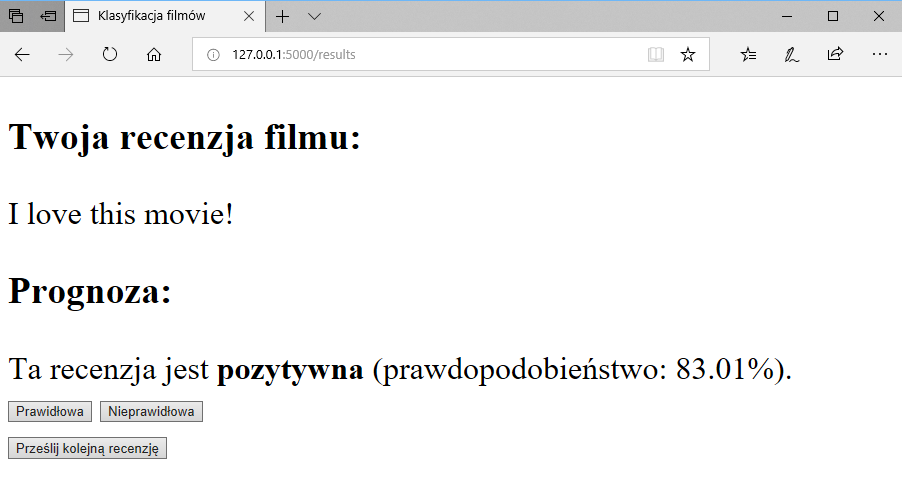 Klasyfikacja filmów
127.0.0.1:5000/results
Twoja recenzja filmu:
I love this movie!
Prognoza:
Ta recenzja jest pozytywna (prawdopodobieństwo: 83.01%).
Prawidłowa Nieprawidłowa
Prześlij kolejną recenzję